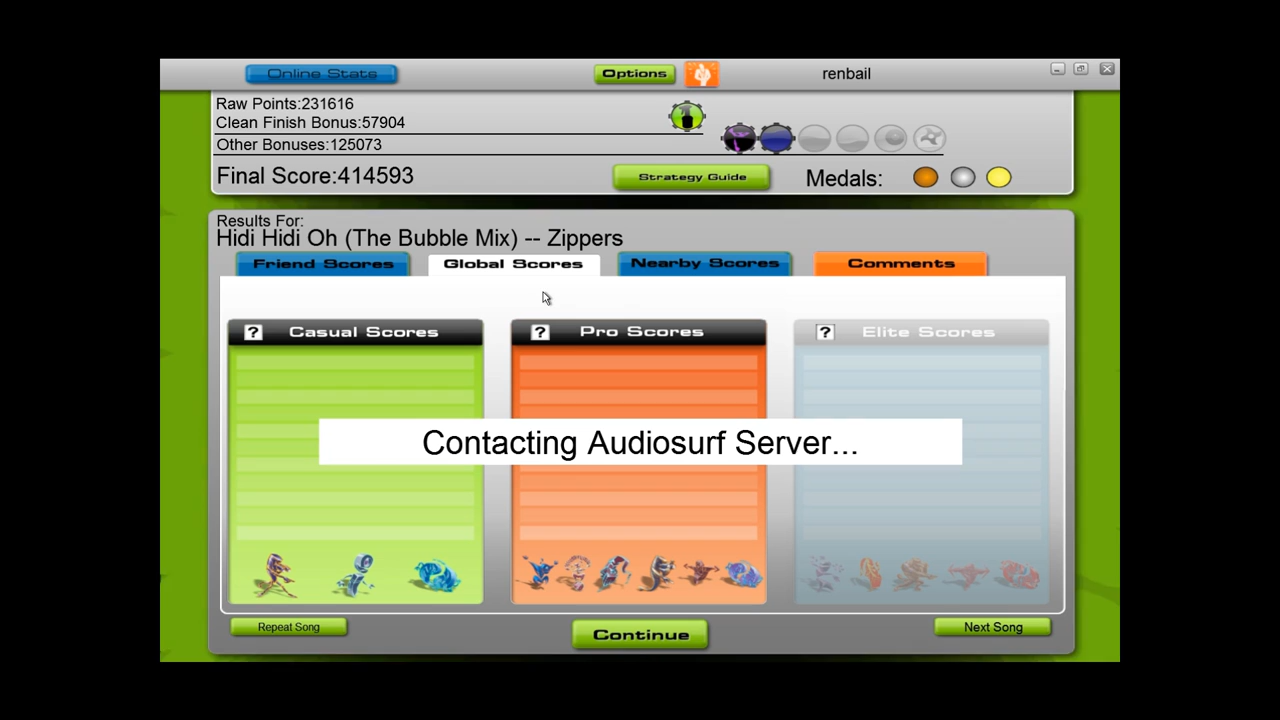 Online Stats
Options
renbail
Raw Points:231616
Clean Finish Bonus:57904
Other Bonuses:125073
Final Score:414593
Strategy Guide
Medals:
Results For:
Hidi Hidi Oh (The Bubble Mix) -- Zippers
Friend Scores
Global Scores
Nearby Scores
Comments
? Casual Scores
? Pro Scores
? Elite Scores
Contacting Audiosurf Server...
Repeat Song
Continue
Next Song